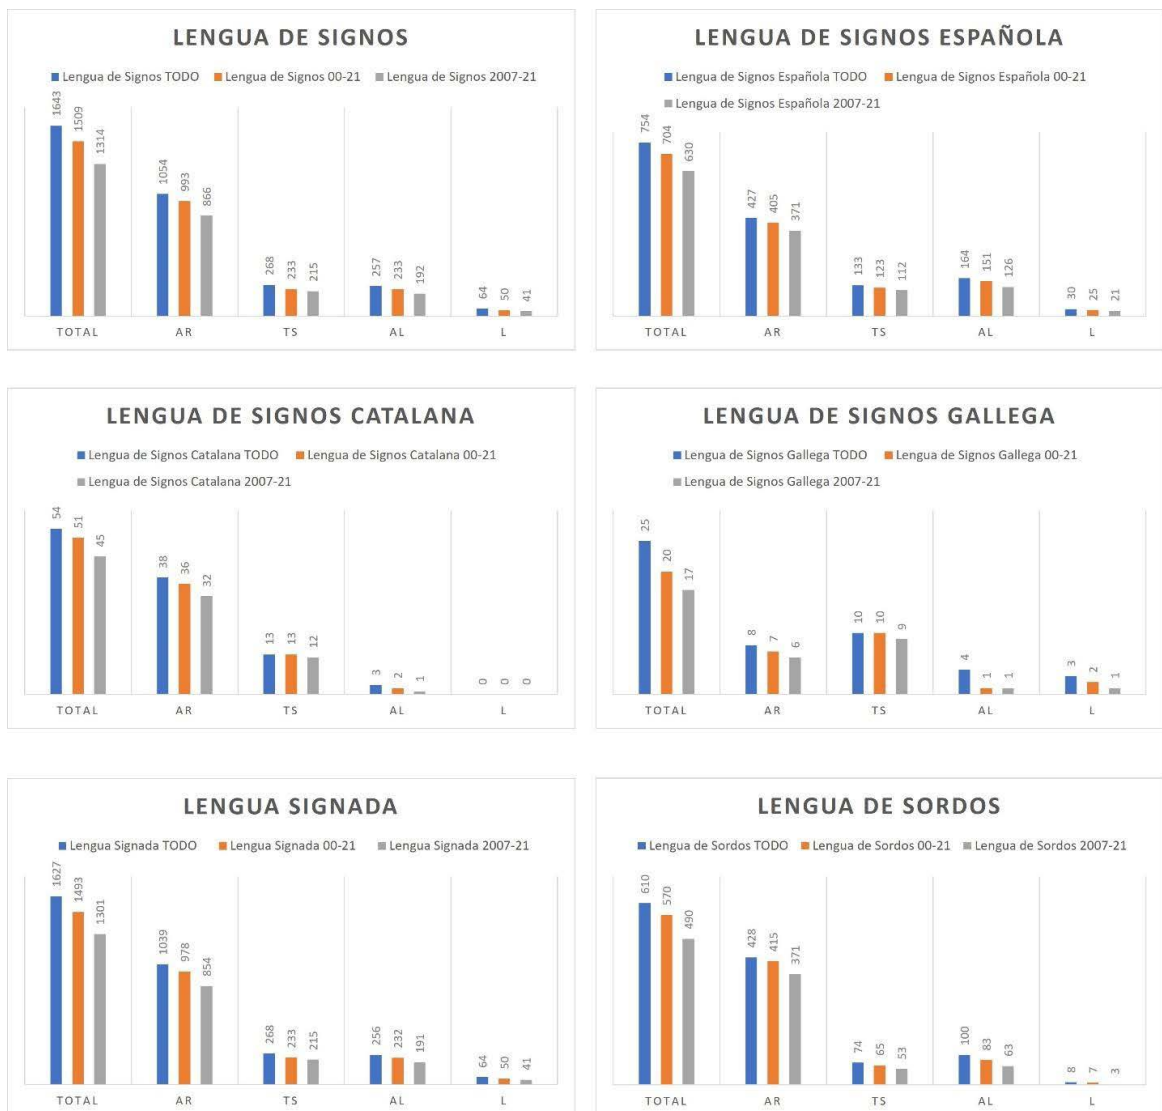 LENGUA DE SIGNOS
Lengua de Signos TODO Lengua de Signos 00-21 Lengua de Signos 2007-21
1643 1509 1314 1054 993 866 268 233 215 257 233 192 64 50 41
TOTAL AR TS AL L
LENGUA DE SIGNOS ESPAÑOLA
Lengua de Signos Española TODO Lengua de Signos Española 00-21
Lengua de Signos Española 2007-21
754 704 630 427 405 371 133 123 112 164 151 126 30 25 21
TOTAL AR TS AL L
LENGUA DE SIGNOS CATALANA
Lengua de Signos Catalana TODO Lengua de Signos Catalana 00-21
Lengua de Signos Catalana 2007-21
54 51 45 38 36 32 13 13 12 3 2 1 0 0 0
TOTAL AR TS AL L
LENGUA DE SIGNOS GALLEGA
Lengua de Signos Gallega TODO Lengua de Signos Gallega 00-21
Lengua de Signos Gallega 2007-21
25 20 17 8 7 6 10 10 9 4 1 1 3 2 1
TOTAL AR TS AL L
LENGUA SIGNADA
Lengua Signada TODO Lengua Signada 00-21 Lengua Signada 2007-21
1627 1493 1301 1039 978 854 268 233 215 256 232 191 64 50 41
TOTAL AR TS AL L
LENGUA DE SORDOS
Lengua de Sordos TODO Lengua de Sordos 00-21 Lengua de Sordos 2007-21
610 570 490 428 415 371 74 65 53 100 83 63 8 7 3
TOTAL AR TS AL L